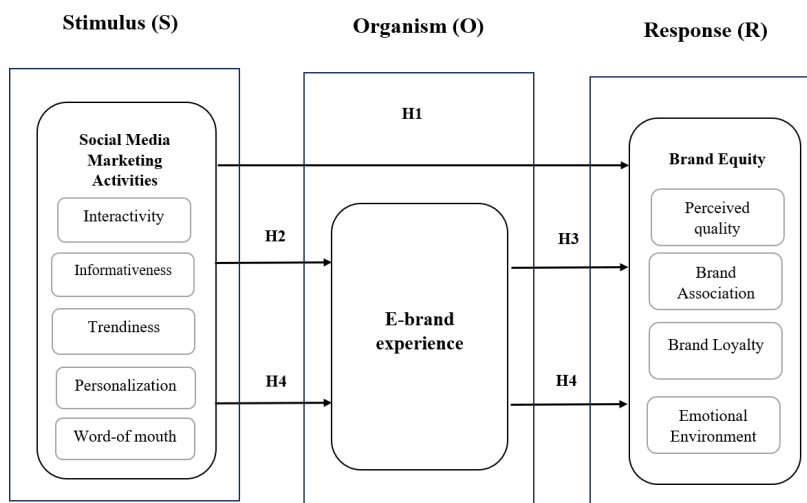 Stimulus (S)
Organism (O)
Response (R)
Social Media
Marketing
Activities
Interactivity
Informativeness
Trendiness
Personalization
Word-of mouth
H1
H2
H3
H4
H4
E-brand
experience
Brand Equity
Perceived
quality
Brand
Association
Brand Loyalty
Emotional
Environment